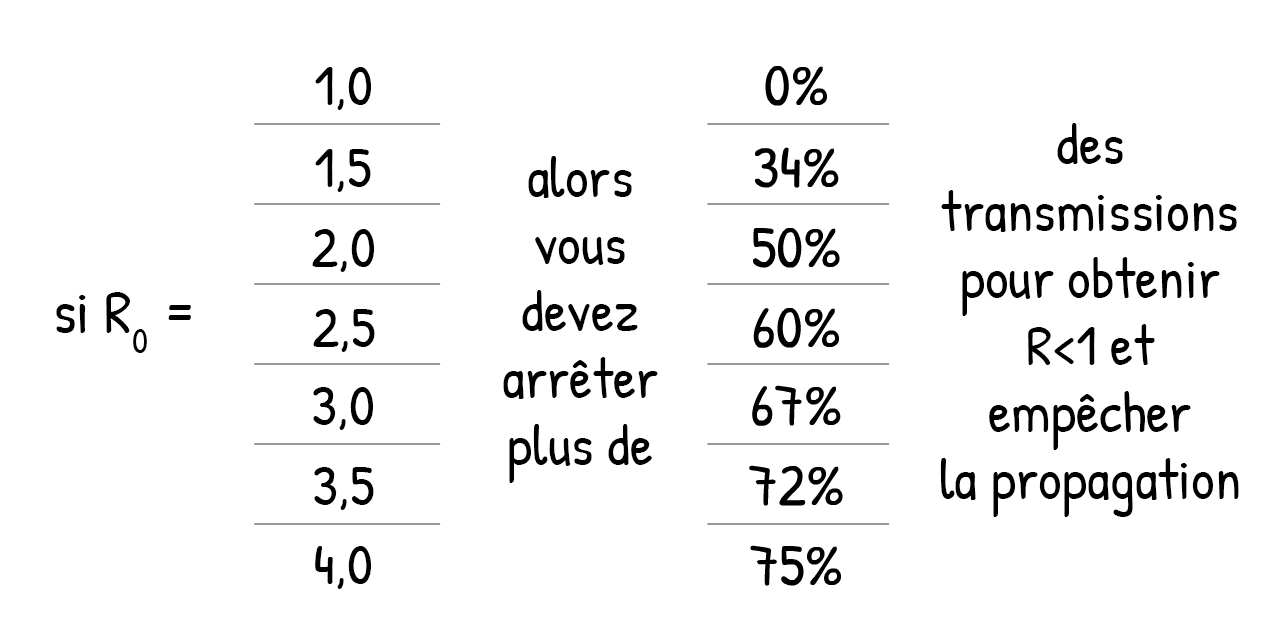 si R₀ =
1,0
1,5
2,0
2,5
3,0
3,5
4,0
alors
vous
devez
arrêter
plus de
0%
34%
50%
60%
67%
72%
75%
des
transmissions
pour obtenir
R<1 et
empêcher
la propagation